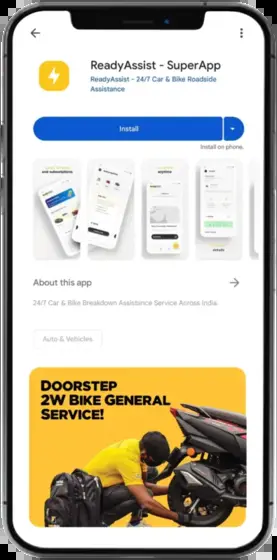 ReadyAssist - SuperApp
ReadyAssist - 24/7 Car & Bike Roadside
Assistance
Install
Install on phone.
About this app
24/7 Car & Bike Breakdown Assistance Service Across India.
Auto & Vehicles
DOORSTEP
2W BIKE GENERAL
SERVICE!